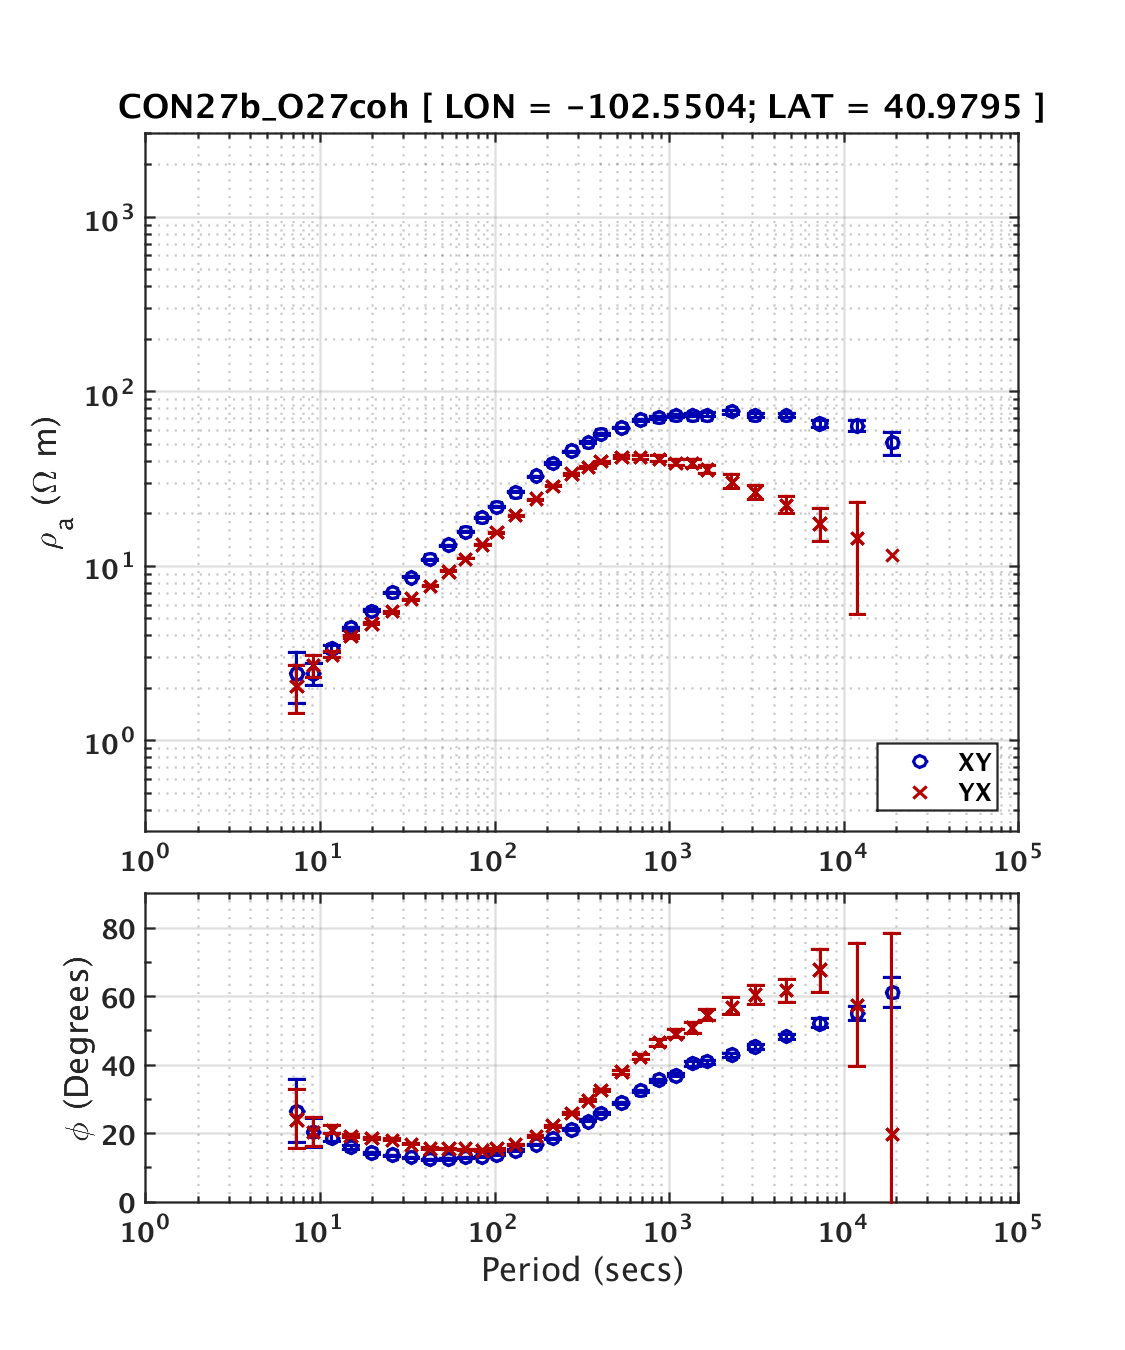 CON27b_O27coh [ LON = -102.5504; LAT = 40.9795 ]
10³
10²
10¹
10⁰
ρa (Ω m)
XY
YX
10⁰ 10¹ 10² 10³ 10⁴ 10⁵
80
60
40
20
0
ϕ (Degrees)
10⁰ 10¹ 10² 10³ 10⁴ 10⁵
Period (secs)